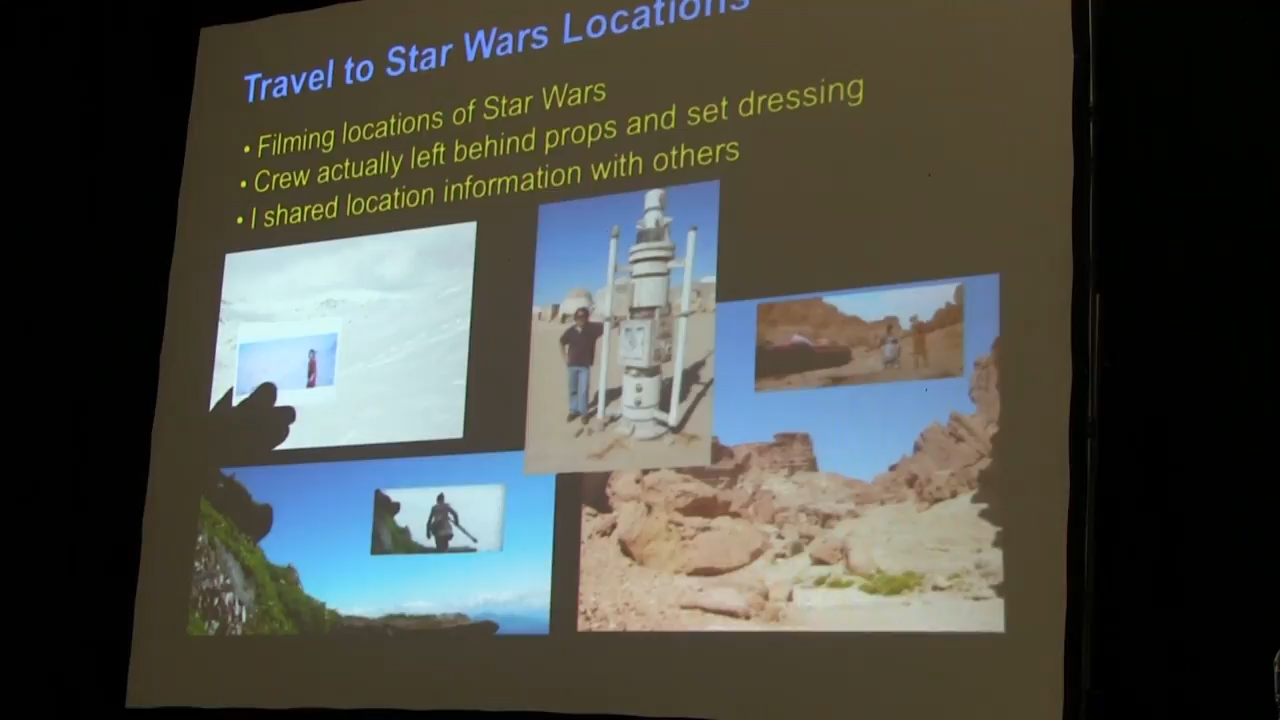 Travel to Star Wars Locations
• Filming locations of Star Wars
• Crew actually left behind props and set dressing
• I shared location information with others